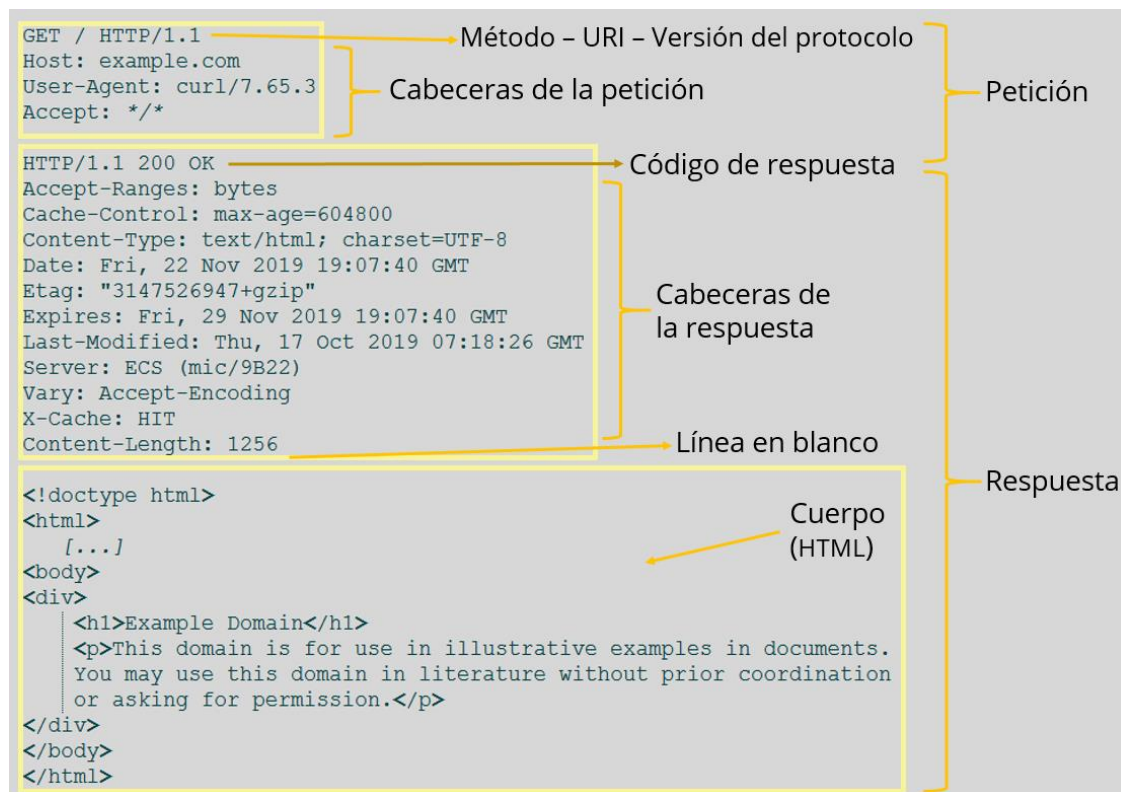 GET / HTTP/1.1
Método – URI – Versión del protocolo
Host: example.com
User-Agent: curl/7.65.3
Accept: */*
Cabeceras de la petición
Petición
HTTP/1.1 200 OK
Código de respuesta
Accept-Ranges: bytes
Cache-Control: max-age=604800
Content-Type: text/html; charset=UTF-8
Date: Fri, 22 Nov 2019 19:07:40 GMT
Etag: "3147526947+gzip"
Expires: Fri, 29 Nov 2019 19:07:40 GMT
Last-Modified: Thu, 17 Oct 2019 07:18:26 GMT
Server: ECS (mic/9B22)
Vary: Accept-Encoding
X-Cache: HIT
Content-Length: 1256
Cabeceras de
la respuesta
Línea en blanco
Respuesta
<!doctype html>
<html>
[...]
<body>
<div>
<h1>Example Domain</h1>
<p>This domain is for use in illustrative examples in documents.
You may use this domain in literature without prior coordination
or asking for permission.</p>
</div>
</body>
</html>
Cuerpo
(HTML)